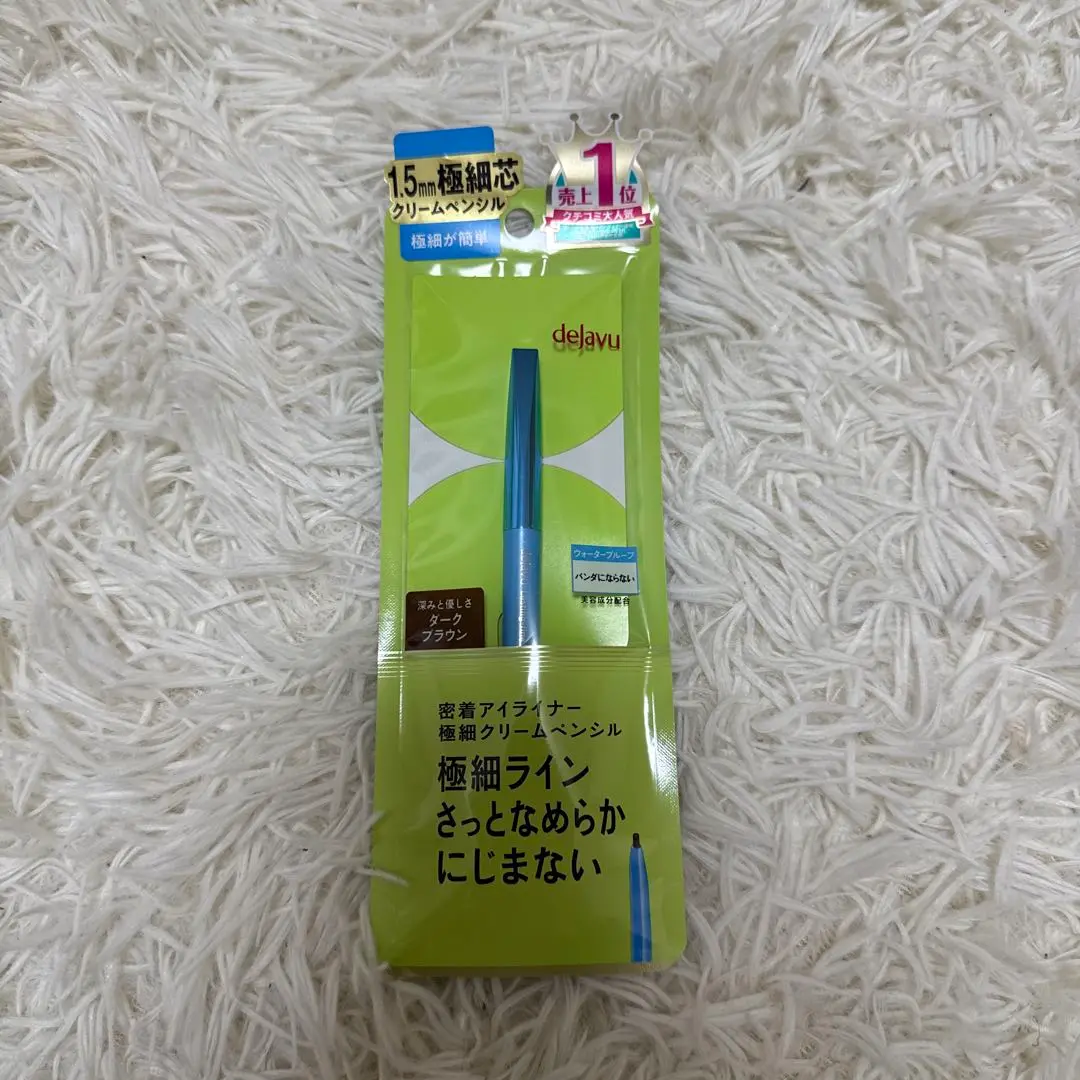 1.5mm極細芯
クリームペンシル
極細が簡単
1
売上 位
クチコミ大人気
dejavu
ウォータープルーフ
パンダにならない
美容成分配合
深みと優しさ
ダーク
ブラウン
密着アイライナー
極細クリームペンシル
極細ライン
さっとなめらか
にじまない